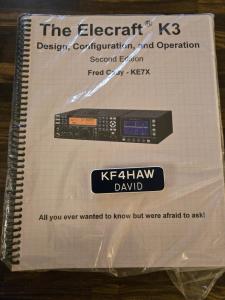 The Elecraft® K3
Design, Configuration, and Operation
Second Edition
Fred Cady - KE7X
KF4HAW
DAVID
All you ever wanted to know but were afraid to ask!